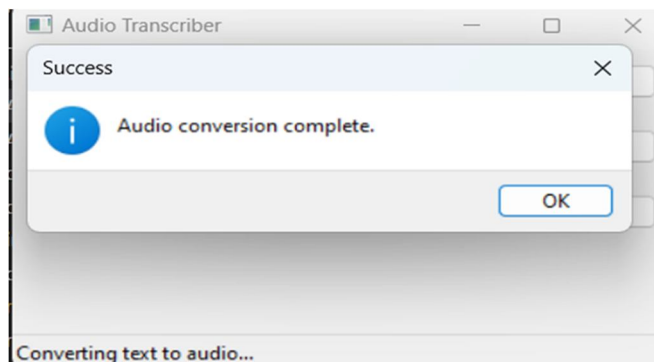 Audio Transcriber
Success
Audio conversion complete.
OK
Converting text to audio...